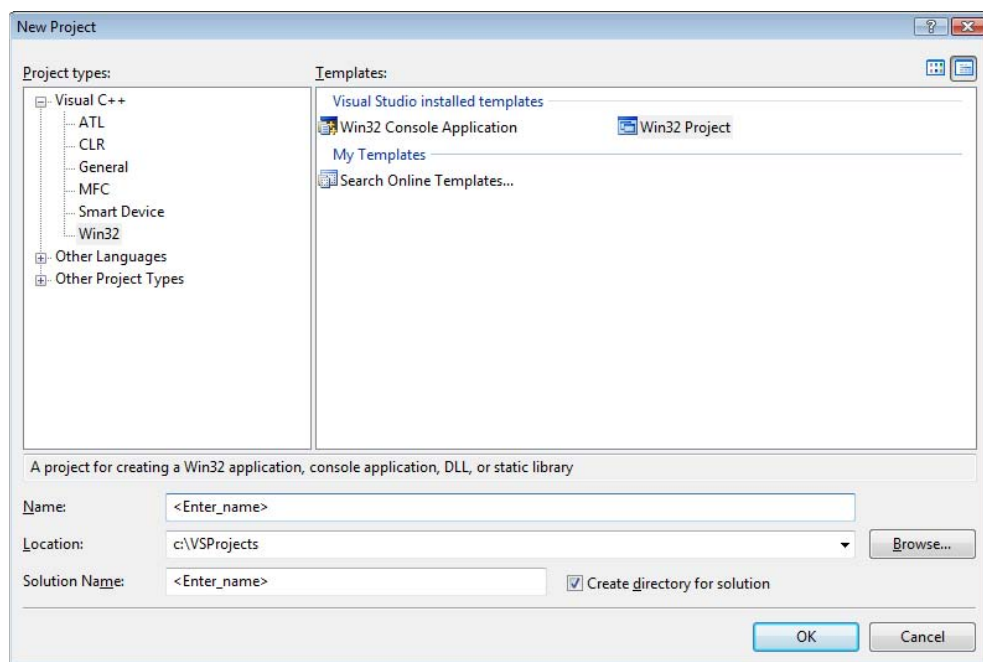 New Project
Project types:
Templates:
Visual C++
ATL
CLR
General
MFC
Smart Device
Win32
Other Languages
Other Project Types
Visual Studio installed templates
Win32 Console Application
Win32 Project
My Templates
Search Online Templates...
A project for creating a Win32 application, console application, DLL, or static library
Name:
<Enter_name>
Location:
c:\VSProjects
Browse...
Solution Name:
<Enter_name>
Create directory for solution
OK
Cancel